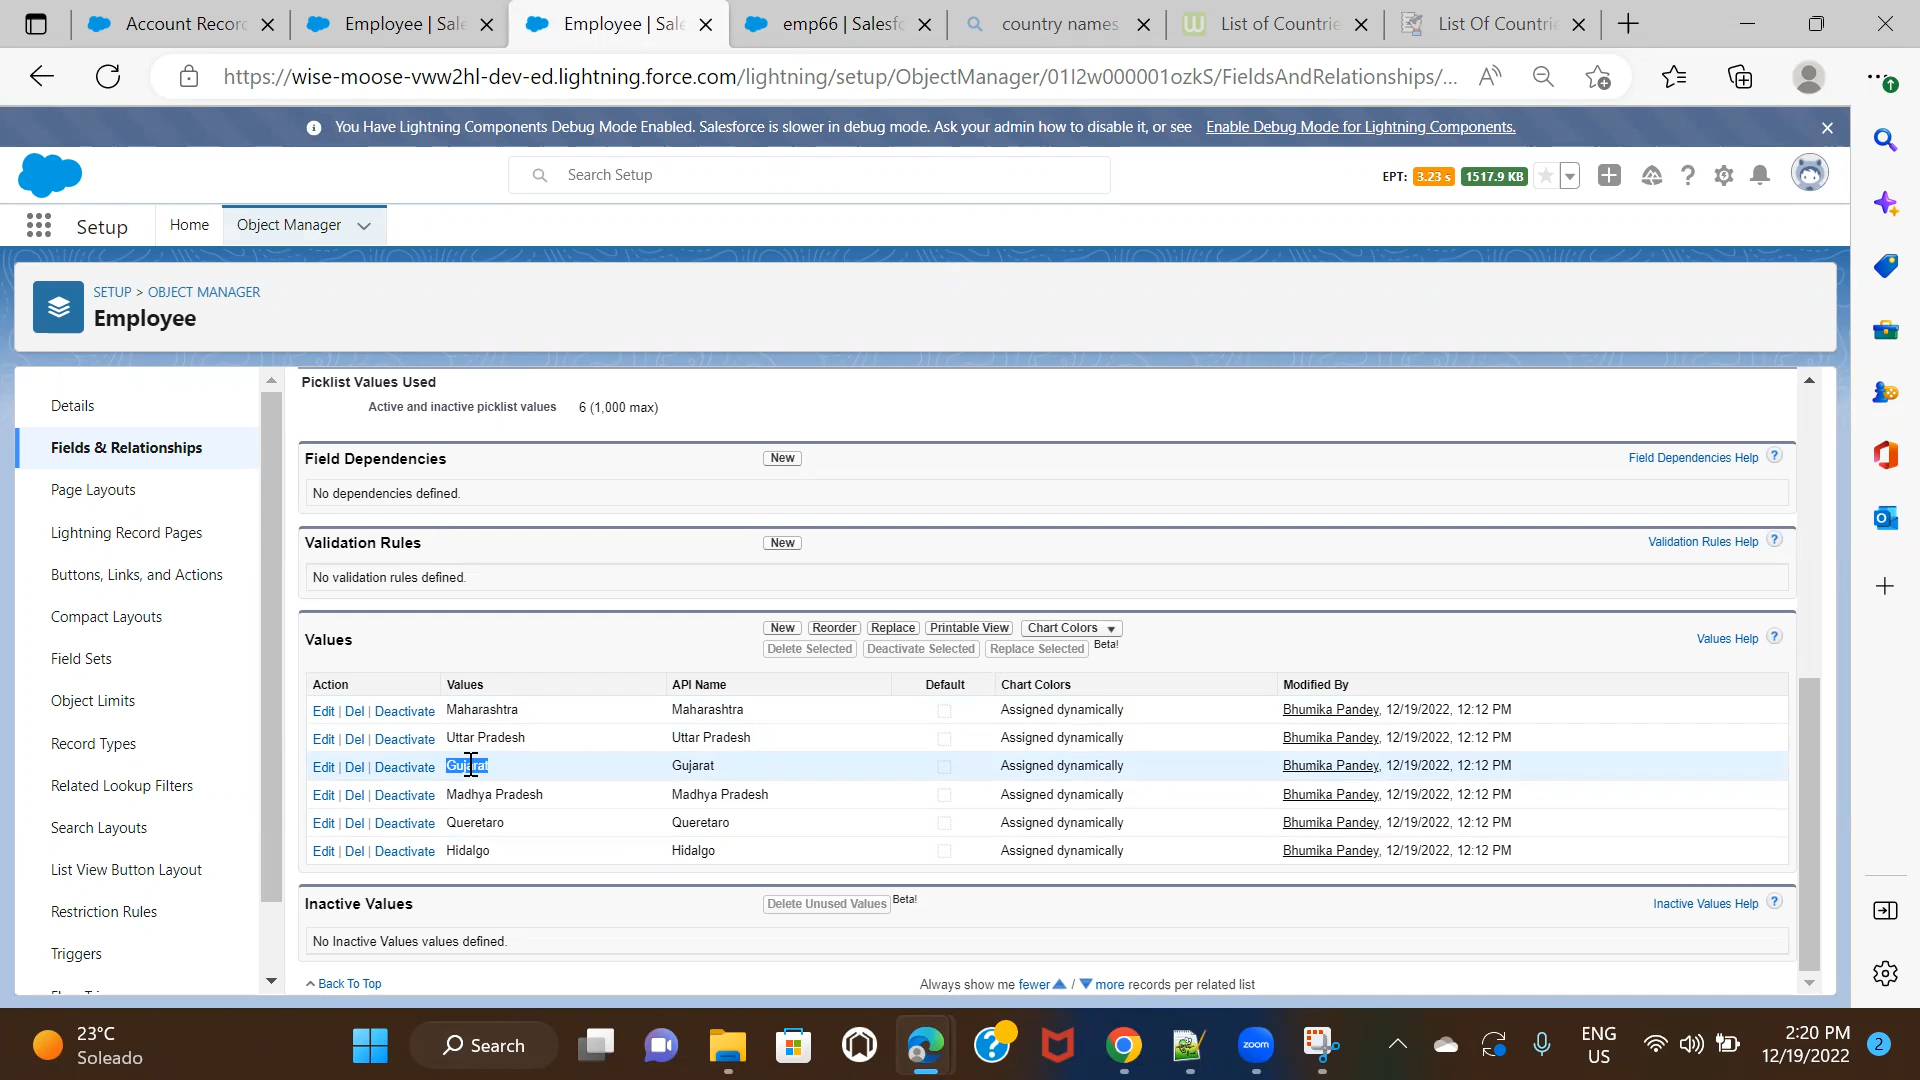 Account Recor
Employee | Sale
Employee | Sale
emp66 | Salesfo
country names
List of Countrie
List Of Countrie
https://wise-moose-vww2hl-dev-ed.lightning.force.com/lightning/setup/ObjectManager/01I2w000001ozkS/FieldsAndRelationships/...
You Have Lightning Components Debug Mode Enabled. Salesforce is slower in debug mode. Ask your admin how to disable it, or see Enable Debug Mode for Lightning Components.
Search Setup
EPT: 3.23 s 1517.9 KB
Setup Home Object Manager
SETUP > OBJECT MANAGER
Employee
Details
Fields & Relationships
Page Layouts
Lightning Record Pages
Buttons, Links, and Actions
Compact Layouts
Field Sets
Object Limits
Record Types
Related Lookup Filters
Search Layouts
List View Button Layout
Restriction Rules
Triggers
Picklist Values Used
Active and inactive picklist values 6 (1,000 max)
Field Dependencies New Field Dependencies Help ?
No dependencies defined.
Validation Rules New Validation Rules Help ?
No validation rules defined.
Values New Reorder Replace Printable View Chart Colors Values Help ?
Delete Selected Deactivate Selected Replace Selected Beta!
Action Values API Name Default Chart Colors Modified By
Edit | Del | Deactivate Maharashtra Maharashtra Assigned dynamically Bhumika Pandey, 12/19/2022, 12:12 PM
Edit | Del | Deactivate Uttar Pradesh Uttar Pradesh Assigned dynamically Bhumika Pandey, 12/19/2022, 12:12 PM
Edit | Del | Deactivate Gujarat Gujarat Assigned dynamically Bhumika Pandey, 12/19/2022, 12:12 PM
Edit | Del | Deactivate Madhya Pradesh Madhya Pradesh Assigned dynamically Bhumika Pandey, 12/19/2022, 12:12 PM
Edit | Del | Deactivate Queretaro Queretaro Assigned dynamically Bhumika Pandey, 12/19/2022, 12:12 PM
Edit | Del | Deactivate Hidalgo Hidalgo Assigned dynamically Bhumika Pandey, 12/19/2022, 12:12 PM
Inactive Values Delete Unused Values Beta! Inactive Values Help ?
No Inactive Values values defined.
Back To Top Always show me fewer / more records per related list
23°C
Soleado
Search
zoom
ENG
US
2:20 PM
12/19/2022
2